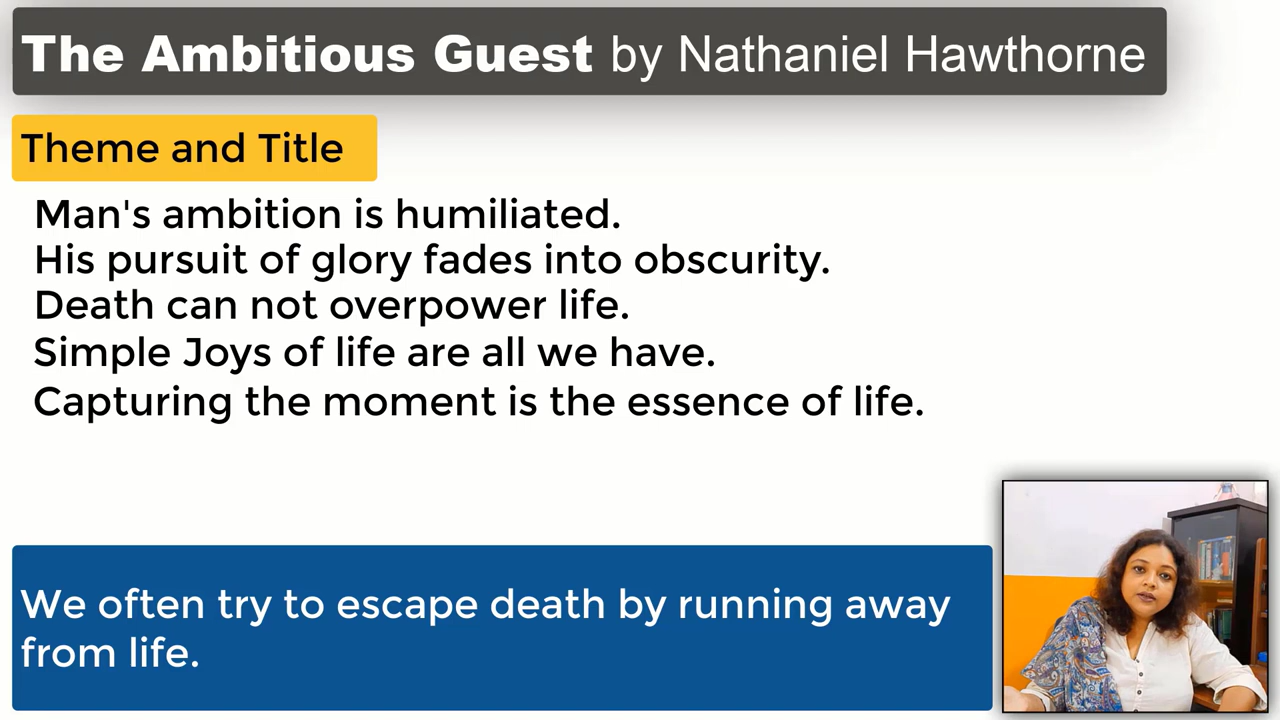 The Ambitious Guest by Nathaniel Hawthorne
Theme and Title
Man's ambition is humiliated.
His pursuit of glory fades into obscurity.
Death can not overpower life.
Simple Joys of life are all we have.
Capturing the moment is the essence of life.
We often try to escape death by running away
from life.